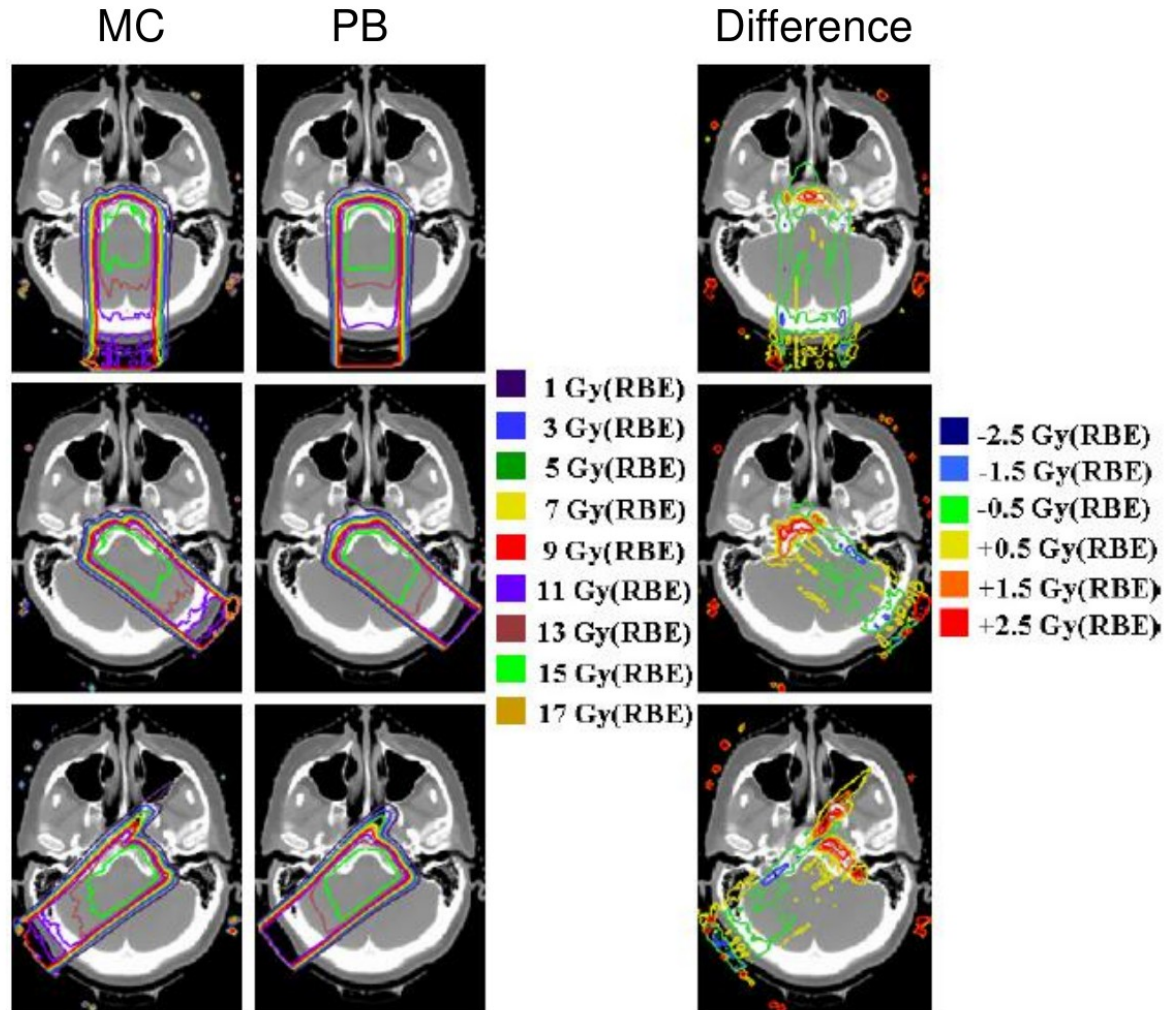 MC
PB
Difference
1 Gy(RBE)
3 Gy(RBE)
5 Gy(RBE)
7 Gy(RBE)
9 Gy(RBE)
11 Gy(RBE)
13 Gy(RBE)
15 Gy(RBE)
17 Gy(RBE)
-2.5 Gy(RBE)
-1.5 Gy(RBE)
-0.5 Gy(RBE)
+0.5 Gy(RBE)
+1.5 Gy(RBE)
+2.5 Gy(RBE)